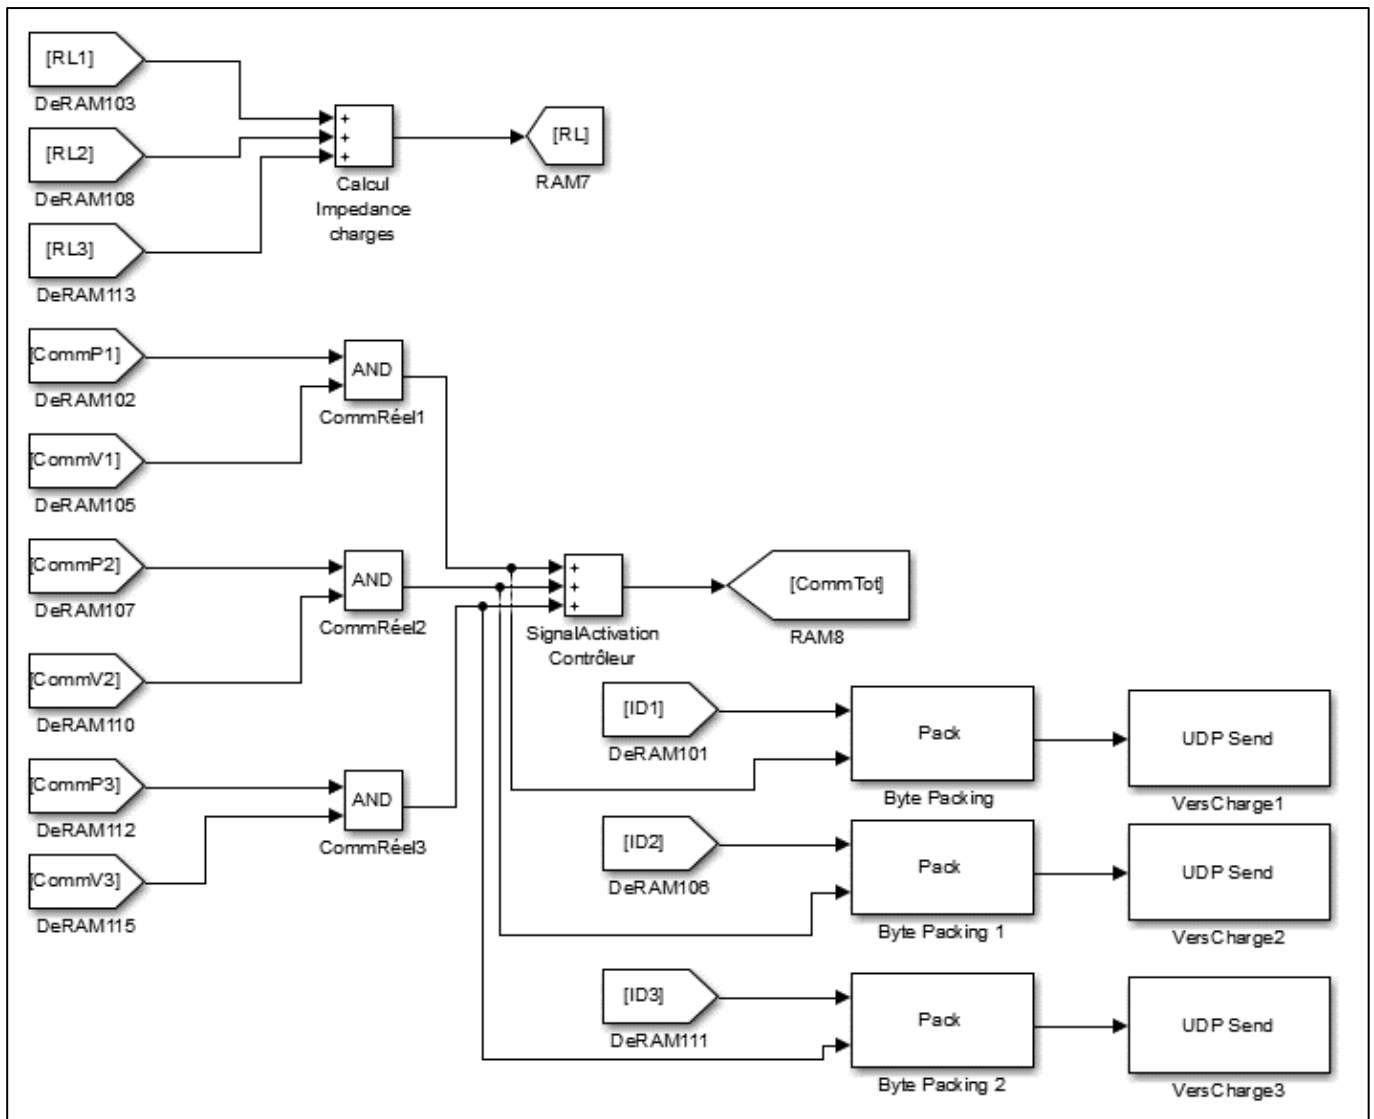 [RL1]
DeRAM103
[RL2]
DeRAM108
[RL3]
DeRAM113
+
+
+
Calcul
Impedance
charges
[RL]
RAM7
[CommP1]
DeRAM102
[CommV1]
DeRAM105
AND
CommRéel1
[CommP2]
DeRAM107
[CommV2]
DeRAM110
AND
CommRéel2
[CommP3]
DeRAM112
[CommV3]
DeRAM115
AND
CommRéel3
+
+
+
SignalActivation
Contrôleur
[CommTot]
RAM8
[ID1]
DeRAM101
Pack
Byte Packing
UDP Send
VersCharge1
[ID2]
DeRAM106
Pack
Byte Packing 1
UDP Send
VersCharge2
[ID3]
DeRAM111
Pack
Byte Packing 2
UDP Send
VersCharge3